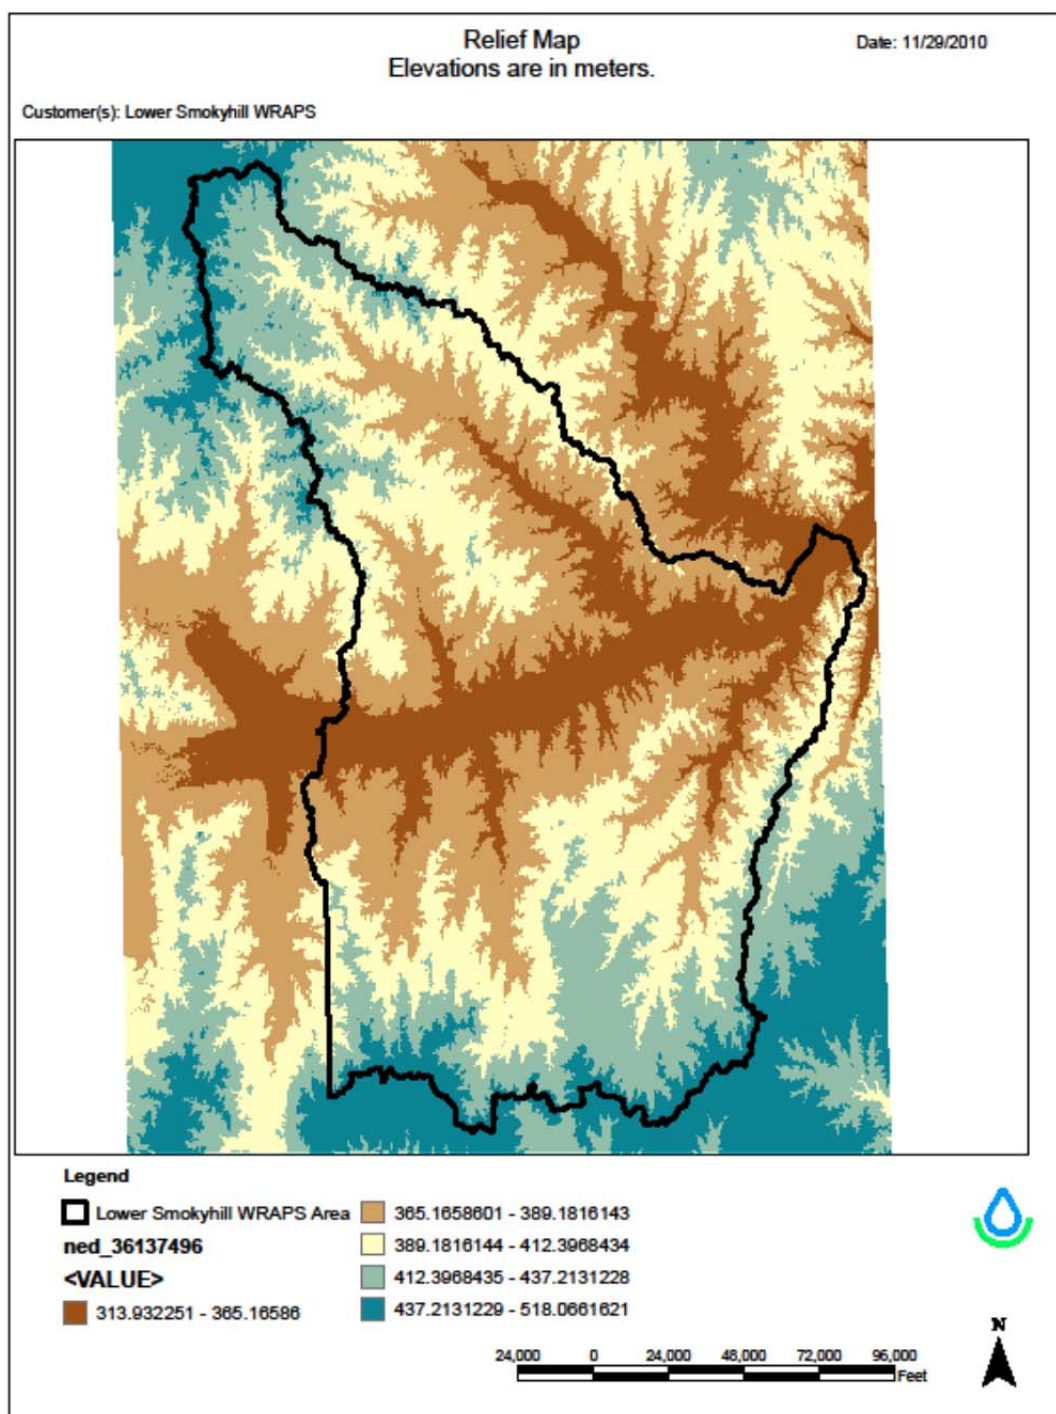 Relief Map
Elevations are in meters.
Date: 11/29/2010
Customer(s): Lower Smokyhill WRAPS
Legend
Lower Smokyhill WRAPS Area
ned_36137496
<VALUE>
313.932251 - 365.16586
365.1658601 - 389.1816143
389.1816144 - 412.3968434
412.3968435 - 437.2131228
437.2131229 - 518.0661621
24,000 0 24,000 48,000 72,000 96,000
Feet
N